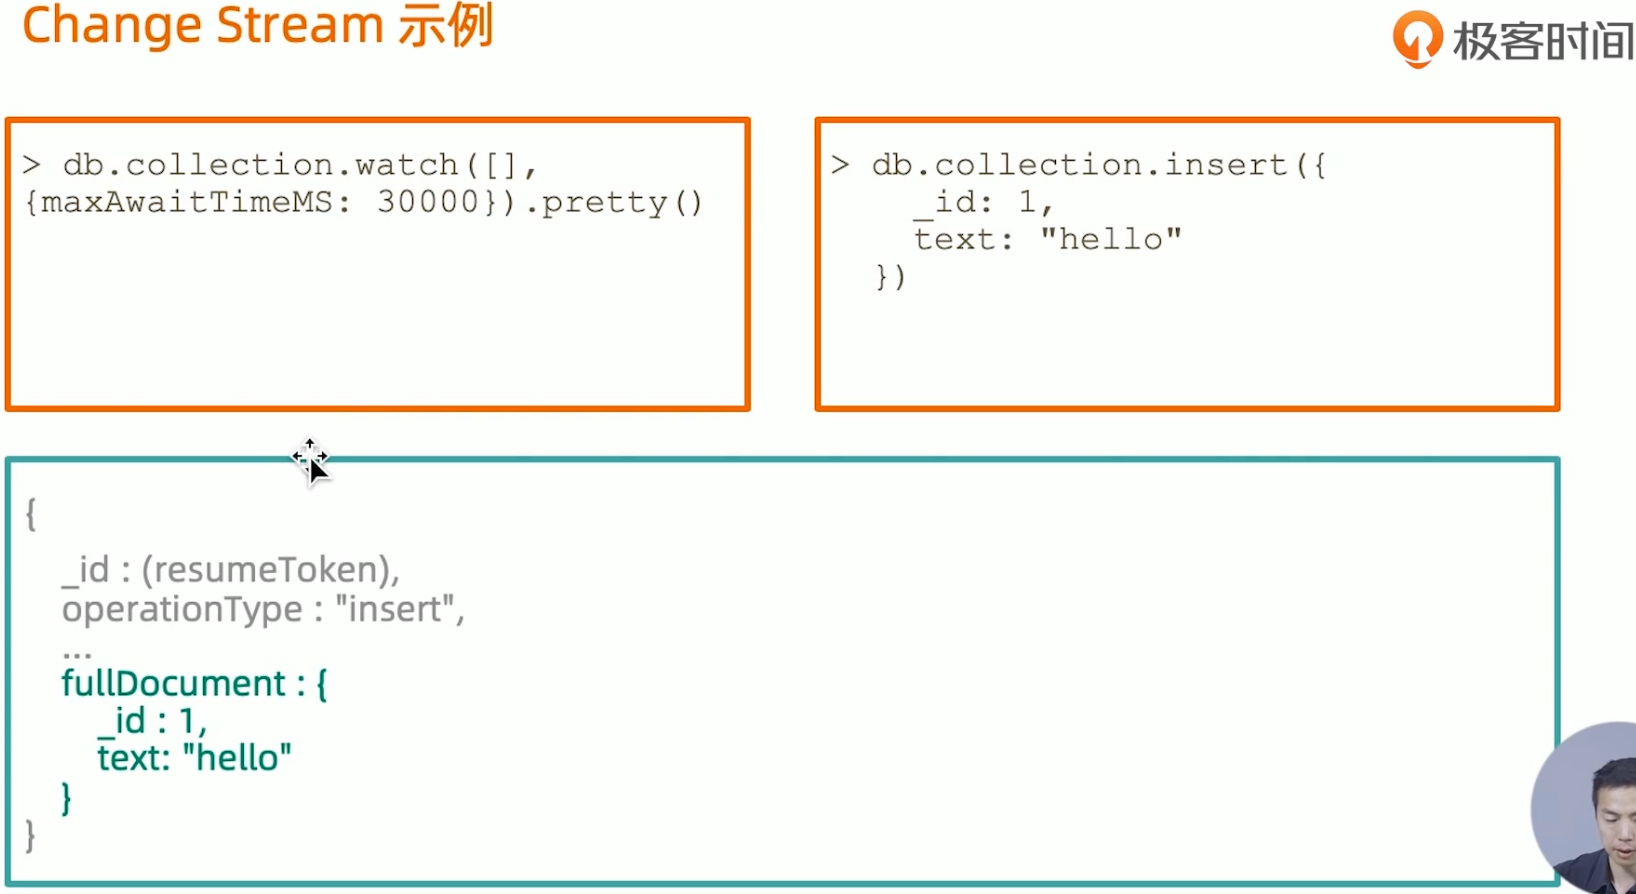 Change Stream 示例
极客时间
> db.collection.watch([],
{maxAwaitTimeMS: 30000}).pretty()
> db.collection.insert({
_id: 1,
text: "hello"
})
{
_id : (resumeToken),
operationType : "insert",
...
fullDocument : {
_id : 1,
text: "hello"
}
}